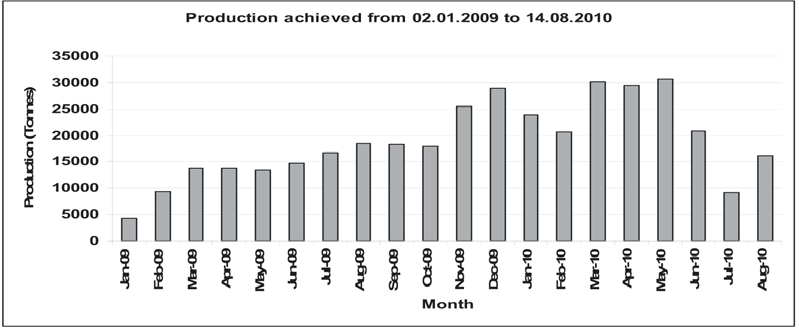 Production achieved from 02.01.2009 to 14.08.2010
Production (Tonnes)
35000
30000
25000
20000
15000
10000
5000
0
Jan-09
Feb-09
Mar-09
Apr-09
May-09
Jun-09
Jul-09
Aug-09
Sep-09
Oct-09
Nov-09
Dec-09
Jan-10
Feb-10
Mar-10
Apr-10
May-10
Jun-10
Jul-10
Aug-10
Month